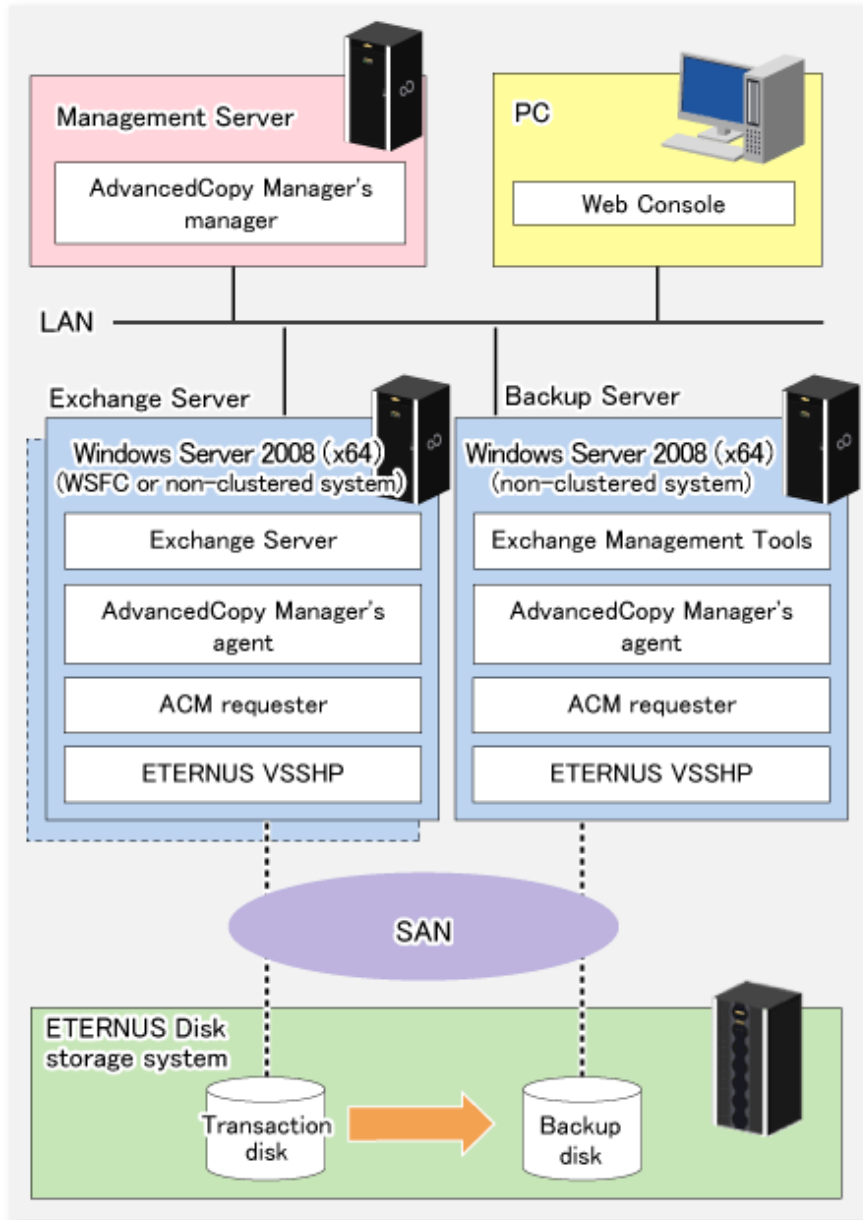 Management Server
AdvancedCopy Manager's
manager
PC
Web Console
LAN
Exchange Server
Windows Server 2008 (x64)
(WSFC or non-clustered system)
Exchange Server
AdvancedCopy Manager's
agent
ACM requester
ETERNUS VSSHP
Backup Server
Windows Server 2008 (x64)
(non-clustered system)
Exchange Management Tools
AdvancedCopy Manager's
agent
ACM requester
ETERNUS VSSHP
SAN
ETERNUS Disk
storage system
Transaction
disk
Backup
disk